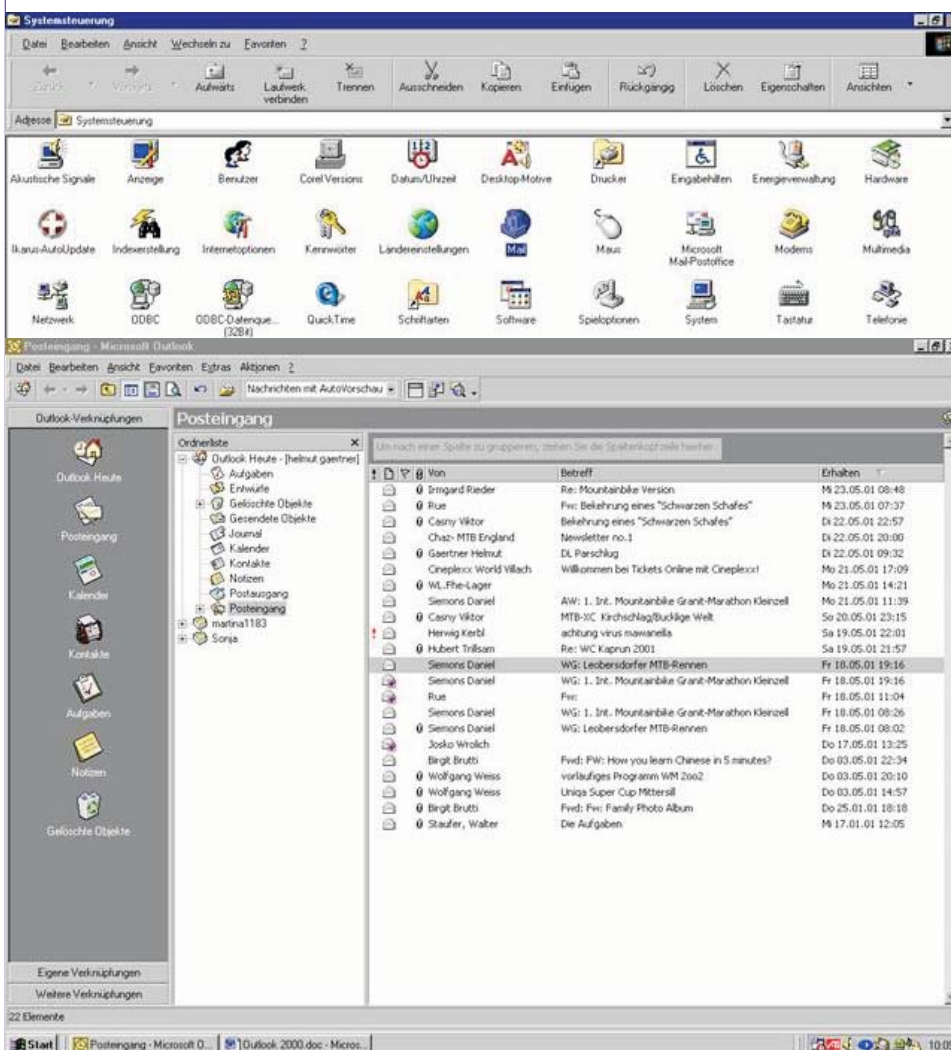 Systemsteuerung
Datei Bearbeiten Ansicht Wechseln zu Favoriten ?
Zurück Vorwärts Aufwärts Laufwerk verbinden Trennen Ausschneiden Kopieren Einfügen Rückgängig Löschen Eigenschaften Ansichten
Adresse Systemsteuerung
Akustische Signale Anzeige Benutzer Corel Versions Datum/Uhrzeit Desktop-Motive Drucker Eingabehilfen Energieverwaltung Hardware
Ikarus-AutoUpdate Indexerstellung Internetoptionen Kennwörter Ländereinstellungen Mail Maus Microsoft Mail-Postoffice Modems Multimedia
Netzwerk ODBC ODBC-Datenque... (32Bit) QuickTime Schriftarten Software Spieloptionen System Tastatur Telefonie
Posteingang - Microsoft Outlook
Datei Bearbeiten Ansicht Favoriten Extras Aktionen ?
Nachrichten mit AutoVorschau
Outlook-Verknüpfungen
Posteingang
Outlook Heute
Posteingang
Kalender
Kontakte
Aufgaben
Notizen
Gelöschte Objekte
Eigene Verknüpfungen
Weitere Verknüpfungen
Ordnerliste
Outlook Heute - [helmut.gaertner]
Aufgaben
Entwürfe
Gelöschte Objekte
Gesendete Objekte
Journal
Kalender
Kontakte
Notizen
Postausgang
Posteingang
martina1183
Sonja
Um nach einer Spalte zu gruppieren, ziehen Sie die Spaltenkopfzeile hierher.
Von Betreff Erhalten
Irmgard Rieder Re: Mountainbike Version Mi 23.05.01 08:48
Rue Fw: Bekehrung eines "Schwarzen Schafes" Mi 23.05.01 07:37
Casny Viktor Bekehrung eines "Schwarzen Schafes" Di 22.05.01 22:57
Chaz- MTB England Newsletter no.1 Di 22.05.01 20:00
Gaertner Helmut DL Parschlug Di 22.05.01 09:32
Cineplexx World Villach Willkommen bei Tickets Online mit Cineplexx! Mo 21.05.01 17:09
WL.Fhe-Lager Mo 21.05.01 14:21
Siemons Daniel AW: 1. Int. Mountainbike Granit-Marathon Kleinzell Mo 21.05.01 11:39
Casny Viktor MTB-XC Kirchschlag/Bucklige Welt So 20.05.01 23:15
! Herwig Kerbl achtung virus mawanella Sa 19.05.01 22:01
Hubert Trillsam Re: WC Kaprun 2001 Sa 19.05.01 21:57
Siemons Daniel WG: Leobersdorfer MTB-Rennen Fr 18.05.01 19:16
Siemons Daniel WG: 1. Int. Mountainbike Granit-Marathon Kleinzell Fr 18.05.01 19:16
Rue Fw: Fr 18.05.01 11:04
Siemons Daniel WG: 1. Int. Mountainbike Granit-Marathon Kleinzell Fr 18.05.01 08:26
Siemons Daniel WG: Leobersdorfer MTB-Rennen Fr 18.05.01 08:02
Josko Wrolich Do 17.05.01 13:25
Birgit Brutti Fwd: FW: How you learn Chinese in 5 minutes? Do 03.05.01 22:34
Wolfgang Weiss vorläufiges Programm WM 2oo2 Do 03.05.01 20:10
Wolfgang Weiss Uniqa Super Cup Mittersill Do 03.05.01 14:57
Birgit Brutti Fwd: Fw: Family Photo Album Do 25.01.01 18:18
Staufer, Walter Die Aufgaben Mi 17.01.01 12:05
22 Elemente
Start Posteingang - Microsoft O... Outlook 2000.doc - Micros...